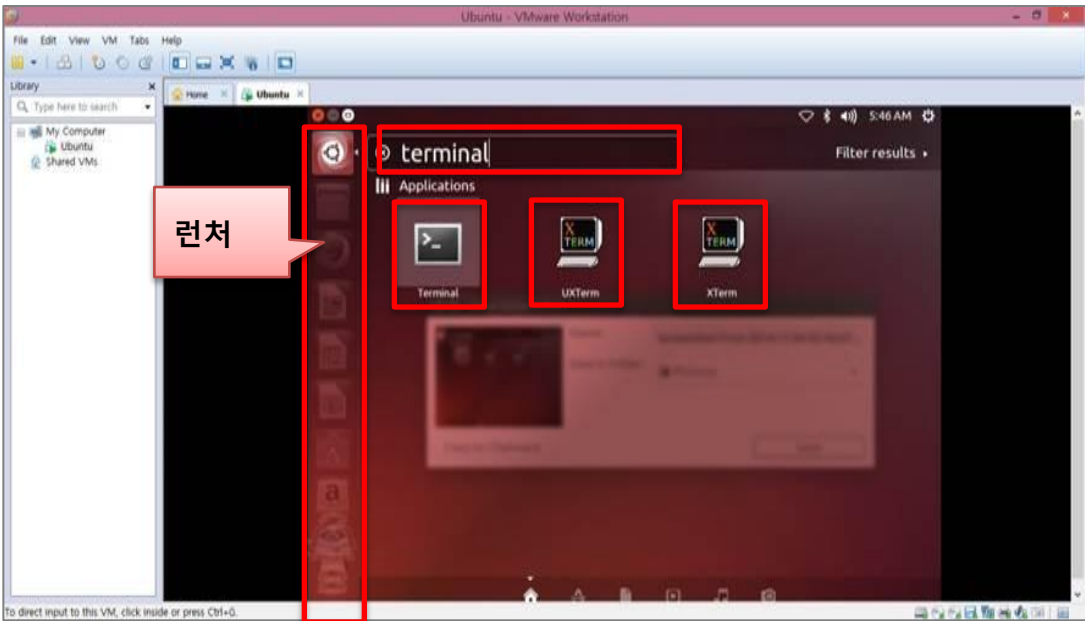 Ubuntu - VMware Workstation
File Edit View VM Tabs Help
Library
Home
Ubuntu
Type here to search
My Computer
Ubuntu
Shared VMs
5:46 AM
terminal
Filter results
Applications
런처
>_
X TERM
X TERM
Terminal
UXTerm
XTerm
a
To direct input to this VM, click inside or press Ctrl+G.